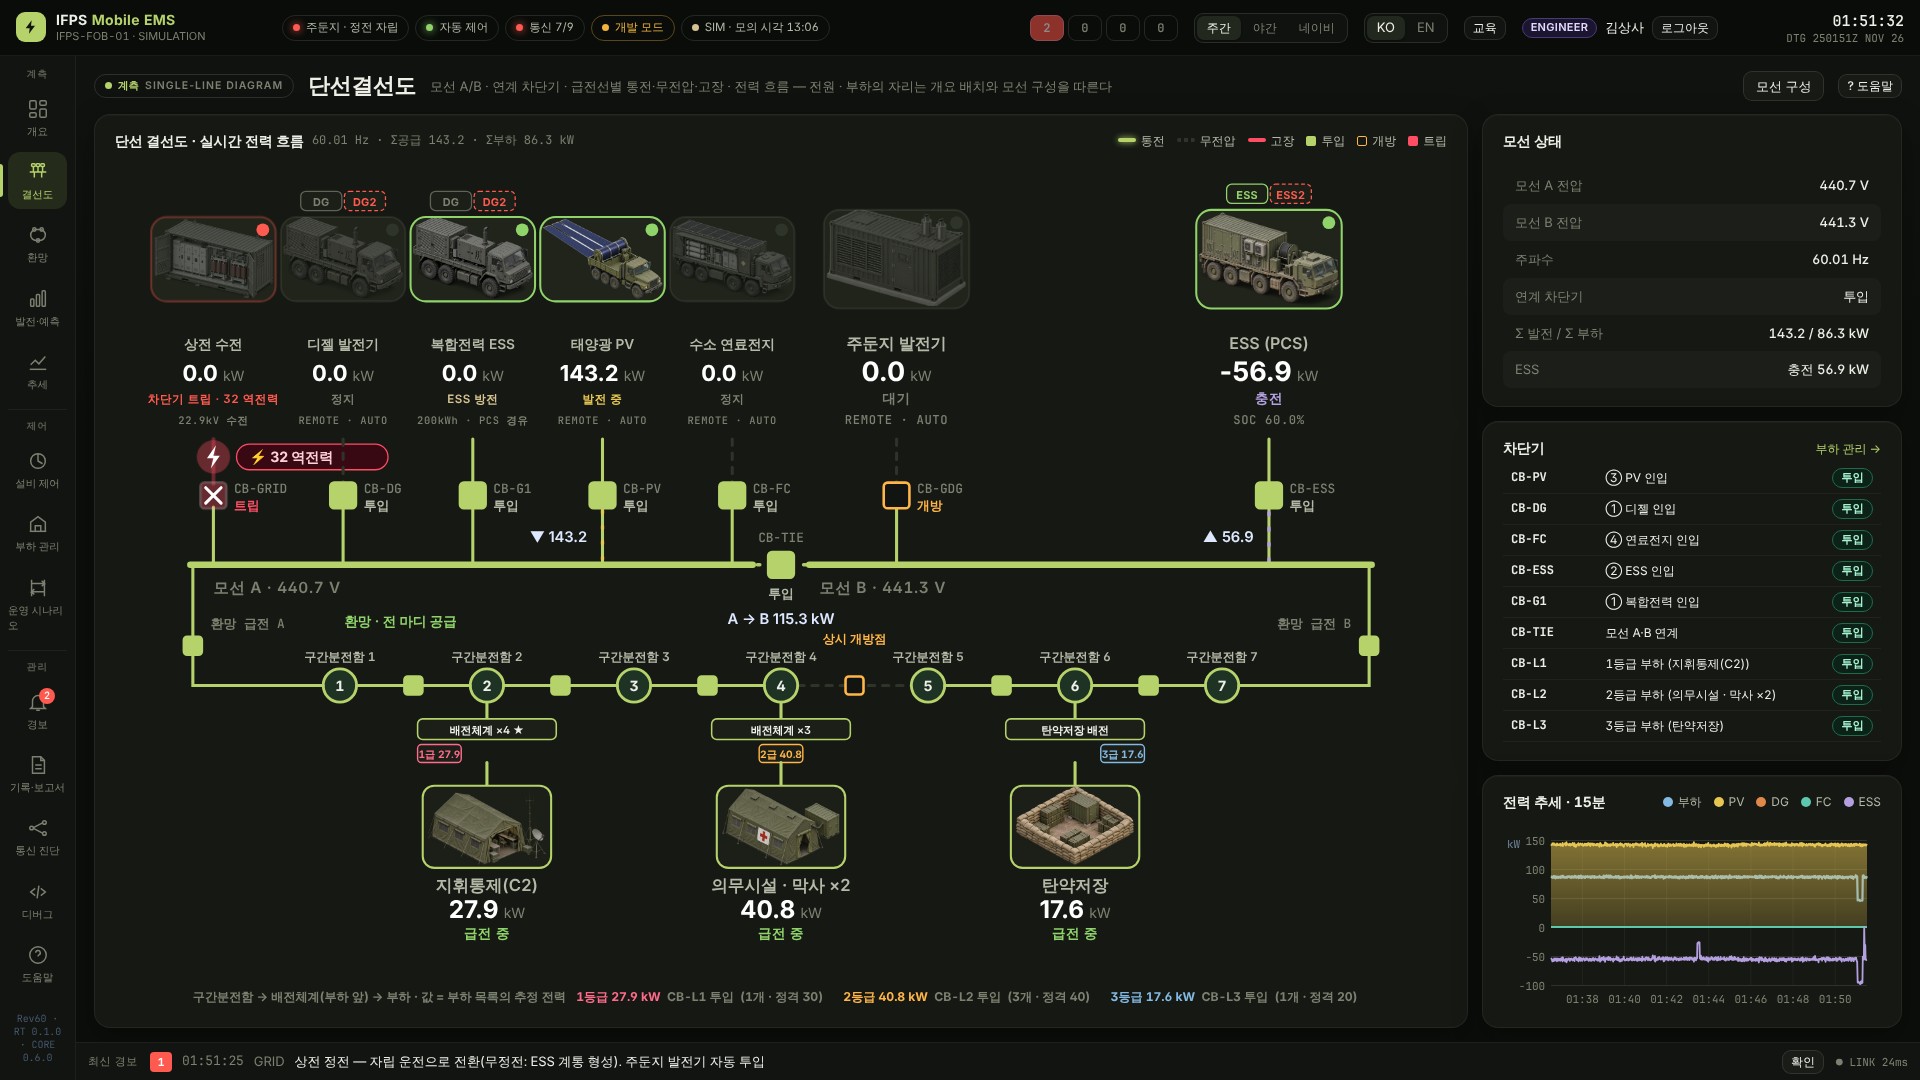 IFPS Mobile EMS
IFPS-FOB-01 · SIMULATION
주둔지 · 정전 자립
자동 제어
통신 7/9
개발 모드
SIM · 모의 시각 13:06
2 0 0 0
주간 야간 네이비
KO EN
교육
ENGINEER 김상사 로그아웃
01:51:32
DTG 250151Z NOV 26
계측
개요
결선도
환망
발전·예측
추세
제어
설비 제어
부하 관리
운영 시나리오
관리
2
경보
기록·보고서
통신 진단
디버그
도움말
Rev60 · RT 0.1.0 · CORE 0.6.0
계측 SINGLE-LINE DIAGRAM
단선결선도
모선 A/B · 연계 차단기 · 급전선별 통전·무전압·고장 · 전력 흐름 — 전원 · 부하의 자리는 개요 배치와 모선 구성을 따른다
모선 구성
? 도움말
단선 결선도 · 실시간 전력 흐름 60.01 Hz · Σ공급 143.2 · Σ부하 86.3 kW
통전 무전압 고장 투입 개방 트립
DG DG2 DG DG2 ESS ESS2
상전 수전
0.0 kW
차단기 트립 · 32 역전력
22.9kV 수전
디젤 발전기
0.0 kW
정지
REMOTE · AUTO
복합전력 ESS
0.0 kW
ESS 방전
200kWh · PCS 경유
태양광 PV
143.2 kW
발전 중
REMOTE · AUTO
수소 연료전지
0.0 kW
정지
REMOTE · AUTO
주둔지 발전기
0.0 kW
대기
REMOTE · AUTO
ESS (PCS)
-56.9 kW
충전
SOC 60.0%
⚡ 32 역전력
CB-GRID
트립
CB-DG
투입
CB-G1
투입
CB-PV
투입
CB-FC
투입
CB-GDG
개방
CB-ESS
투입
▼ 143.2
▲ 56.9
CB-TIE
투입
모선 A · 440.7 V
모선 B · 441.3 V
A → B 115.3 kW
환망 급전 A
환망 · 전 마디 공급
상시 개방점
환망 급전 B
구간분전함 1 구간분전함 2 구간분전함 3 구간분전함 4 구간분전함 5 구간분전함 6 구간분전함 7
1 2 3 4 5 6 7
배전체계 ×4 ★
배전체계 ×3
탄약저장 배전
1급 27.9
2급 40.8
3급 17.6
지휘통제(C2)
27.9 kW
급전 중
의무시설 · 막사 ×2
40.8 kW
급전 중
탄약저장
17.6 kW
급전 중
구간분전함 → 배전체계(부하 앞) → 부하 · 값 = 부하 목록의 추정 전력 1등급 27.9 kW CB-L1 투입 (1개 · 정격 30) 2등급 40.8 kW CB-L2 투입 (3개 · 정격 40) 3등급 17.6 kW CB-L3 투입 (1개 · 정격 20)
모선 상태
모선 A 전압 440.7 V
모선 B 전압 441.3 V
주파수 60.01 Hz
연계 차단기 투입
Σ 발전 / Σ 부하 143.2 / 86.3 kW
ESS 충전 56.9 kW
차단기 부하 관리 →
CB-PV ③ PV 인입 투입
CB-DG ① 디젤 인입 투입
CB-FC ④ 연료전지 인입 투입
CB-ESS ② ESS 인입 투입
CB-G1 ① 복합전력 인입 투입
CB-TIE 모선 A·B 연계 투입
CB-L1 1등급 부하 (지휘통제(C2)) 투입
CB-L2 2등급 부하 (의무시설 · 막사 ×2) 투입
CB-L3 3등급 부하 (탄약저장) 투입
전력 추세 · 15분
부하 PV DG FC ESS
kW 150
100
50
0
-50
-100
01:38 01:40 01:42 01:44 01:46 01:48 01:50
최신 경보 1 01:51:25 GRID 상전 정전 — 자립 운전으로 전환(무정전: ESS 계통 형성). 주둔지 발전기 자동 투입
확인
LINK 24ms